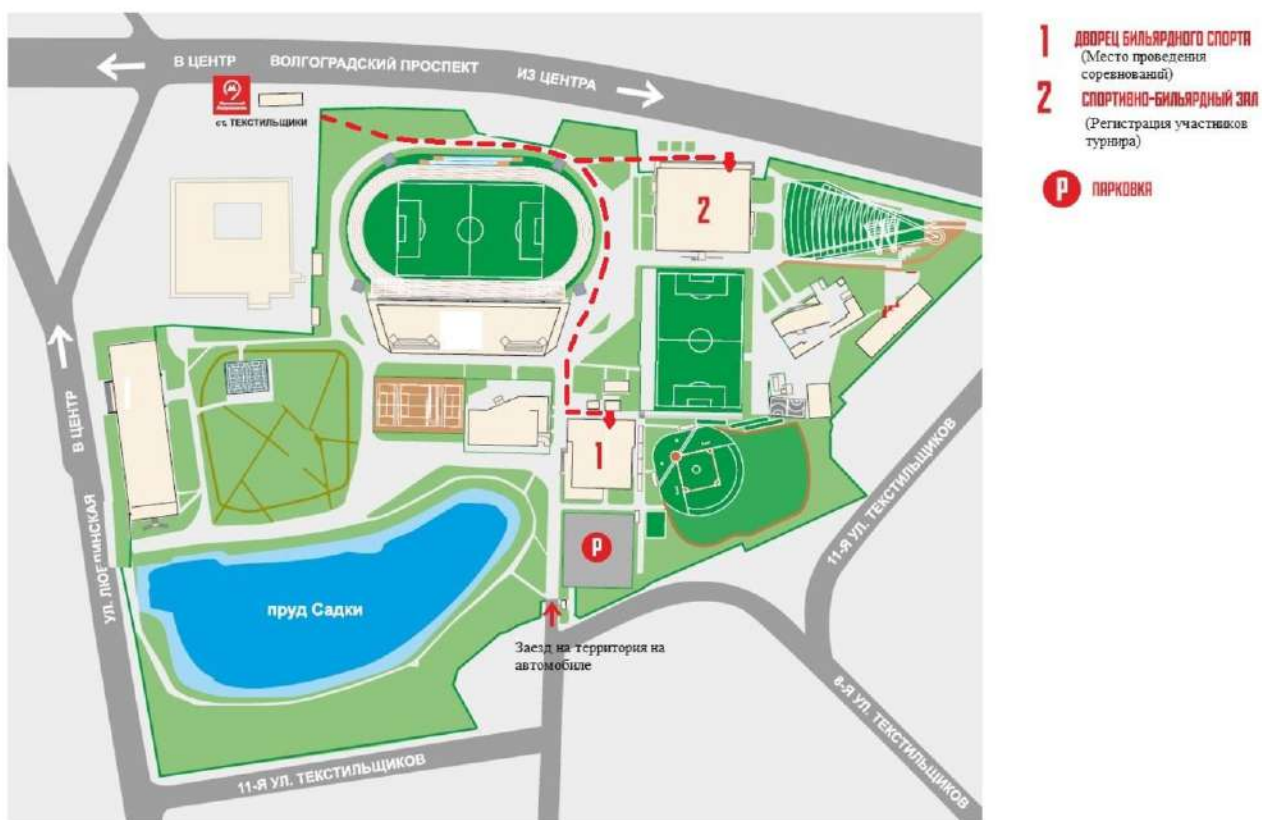 В ЦЕНТР
ВОЛГОГРАДСКИЙ ПРОСПЕКТ
ИЗ ЦЕНТРА
ст. ТЕКСТИЛЬЩИКИ
2
1
P
В ЦЕНТР
УЛ. ЛЮБЛИНСКАЯ
пруд Садки
Заезд на территория на
автомобиле
11-Я УЛ. ТЕКСТИЛЬЩИКОВ
11-Я УЛ. ТЕКСТИЛЬЩИКОВ
8-Я УЛ. ТЕКСТИЛЬЩИКОВ
1 ДВОРЕЦ БИЛЬЯРДНОГО СПОРТА
(Место проведения
соревнований)
2 СПОРТИВНО-БИЛЬЯРДНЫЙ ЗАЛ
(Регистрация участников
турнира)
P ПАРКОВКА